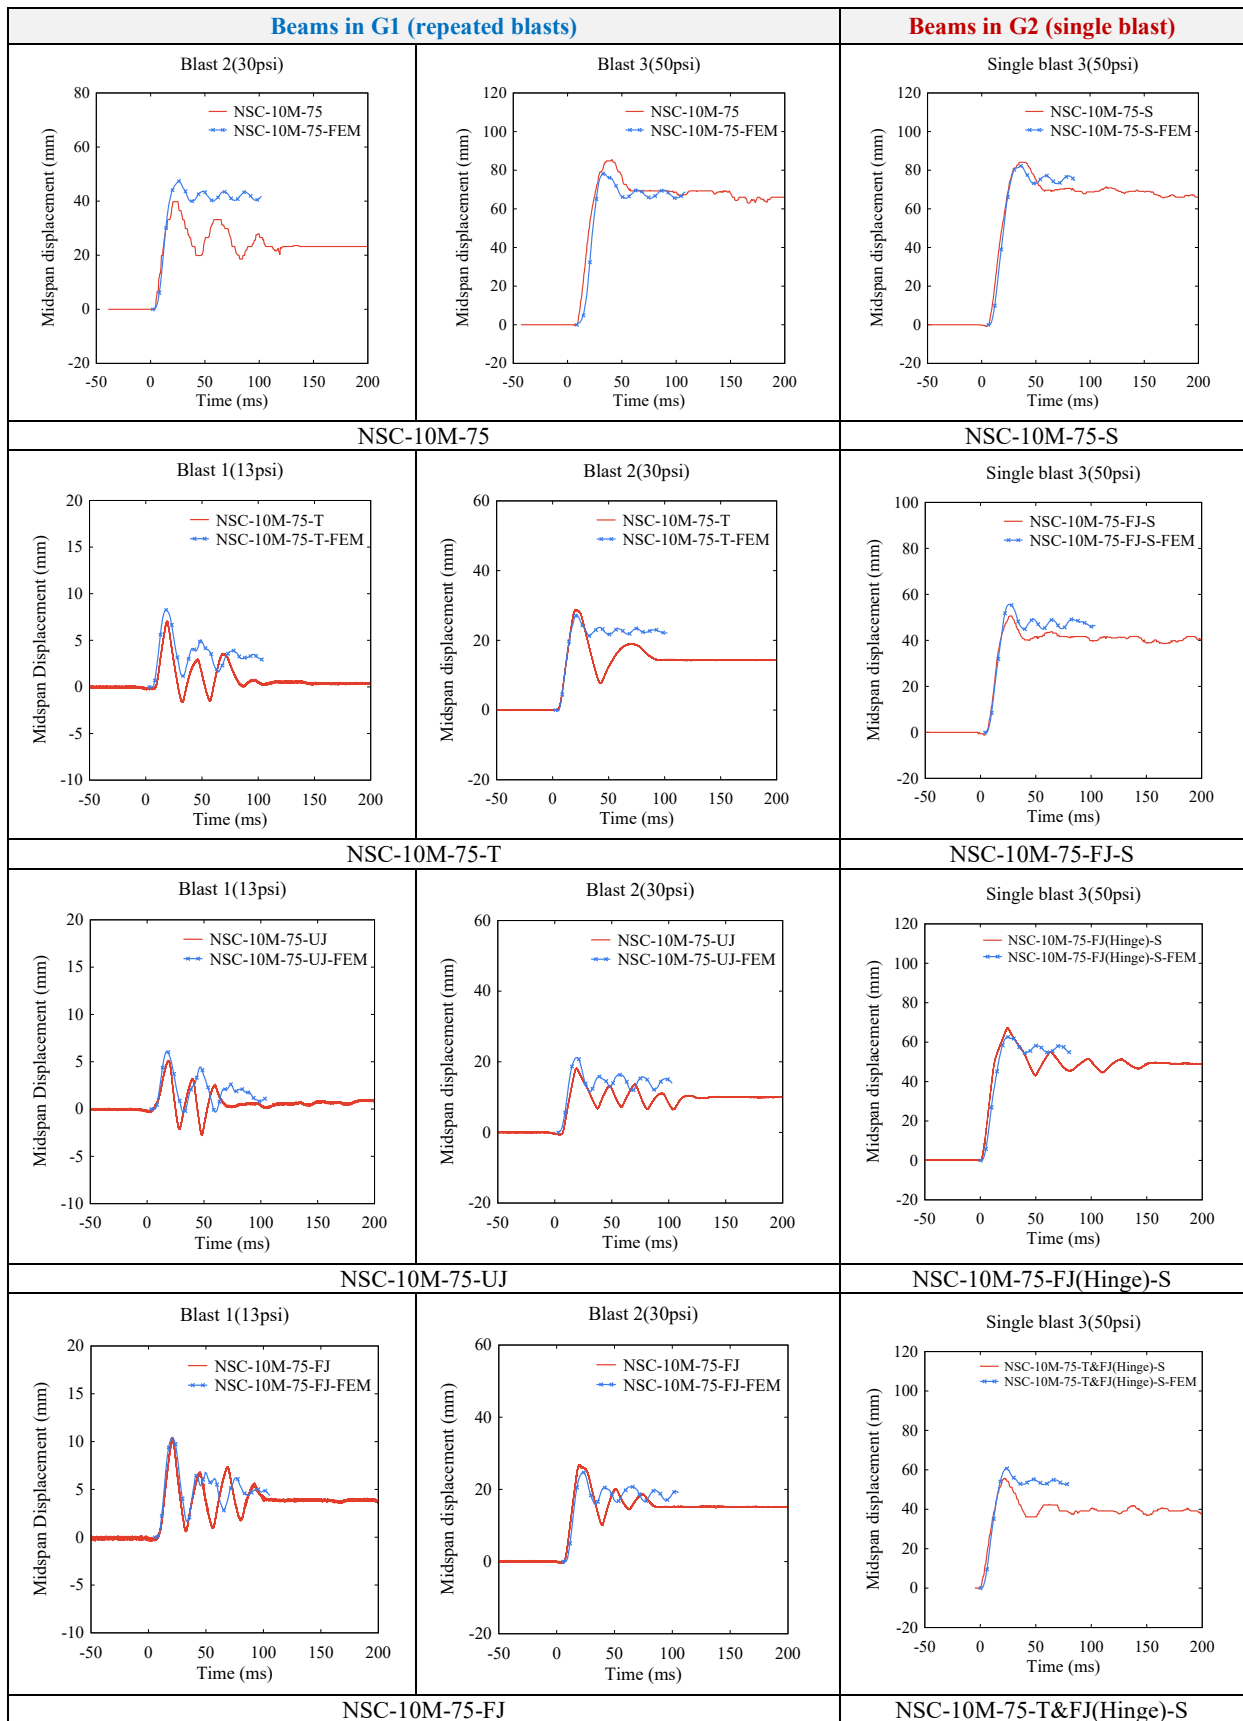 Beams in G1 (repeated blasts)
Beams in G2 (single blast)
Blast 2(30psi)
NSC-10M-75
NSC-10M-75-FEM
Midspan displacement (mm)
80
60
40
20
0
-20
-50 0 50 100 150 200
Time (ms)
Blast 3(50psi)
NSC-10M-75
NSC-10M-75-FEM
Midspan displacement (mm)
120
100
80
60
40
20
0
-20
-50 0 50 100 150 200
Time (ms)
Single blast 3(50psi)
NSC-10M-75-S
NSC-10M-75-S-FEM
Midspan displacement (mm)
120
100
80
60
40
20
0
-20
-50 0 50 100 150 200
Time (ms)
NSC-10M-75
NSC-10M-75-S
Blast 1(13psi)
NSC-10M-75-T
NSC-10M-75-T-FEM
Midspan Displacement (mm)
20
15
10
5
0
-5
-10
-50 0 50 100 150 200
Time (ms)
Blast 2(30psi)
NSC-10M-75-T
NSC-10M-75-T-FEM
Midspan displacement (mm)
60
40
20
0
-20
-50 0 50 100 150 200
Time (ms)
Single blast 3(50psi)
NSC-10M-75-FJ-S
NSC-10M-75-FJ-S-FEM
Midspan displacement (mm)
100
80
60
40
20
0
-20
-50 0 50 100 150 200
Time (ms)
NSC-10M-75-T
NSC-10M-75-FJ-S
Blast 1(13psi)
NSC-10M-75-UJ
NSC-10M-75-UJ-FEM
Midspan Displacement (mm)
20
15
10
5
0
-5
-10
-50 0 50 100 150 200
Time (ms)
Blast 2(30psi)
NSC-10M-75-UJ
NSC-10M-75-UJ-FEM
Midspan displacement (mm)
60
40
20
0
-20
-50 0 50 100 150 200
Time (ms)
Single blast 3(50psi)
NSC-10M-75-FJ(Hinge)-S
NSC-10M-75-FJ(Hinge)-S-FEM
Midspan displacement (mm)
120
100
80
60
40
20
0
-20
-50 0 50 100 150 200
Time (ms)
NSC-10M-75-UJ
NSC-10M-75-FJ(Hinge)-S
Blast 1(13psi)
NSC-10M-75-FJ
NSC-10M-75-FJ-FEM
Midspan Displacement (mm)
20
15
10
5
0
-5
-10
-50 0 50 100 150 200
Time (ms)
Blast 2(30psi)
NSC-10M-75-FJ
NSC-10M-75-FJ-FEM
Midspan displacement (mm)
60
40
20
0
-20
-50 0 50 100 150 200
Time (ms)
Single blast 3(50psi)
NSC-10M-75-T&FJ(Hinge)-S
NSC-10M-75-T&FJ(Hinge)-S-FEM
Midspan displacement (mm)
120
100
80
60
40
20
0
-20
-50 0 50 100 150 200
Time (ms)
NSC-10M-75-FJ
NSC-10M-75-T&FJ(Hinge)-S